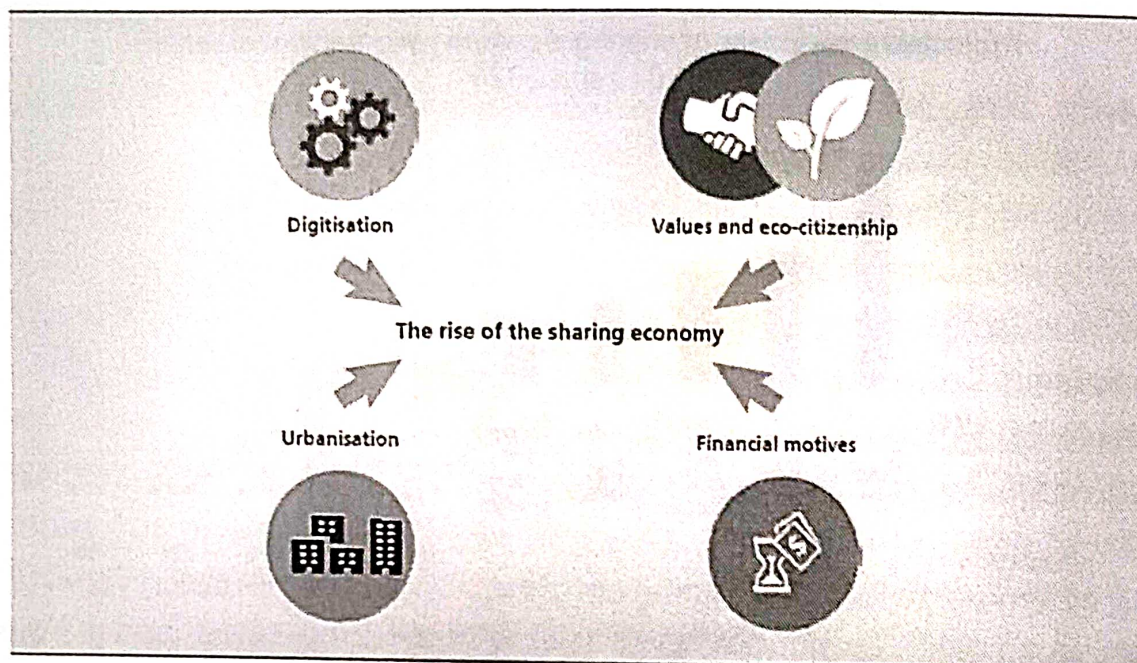 Digitisation
Values and eco-citizenship
The rise of the sharing economy
Urbanisation
Financial motives
$